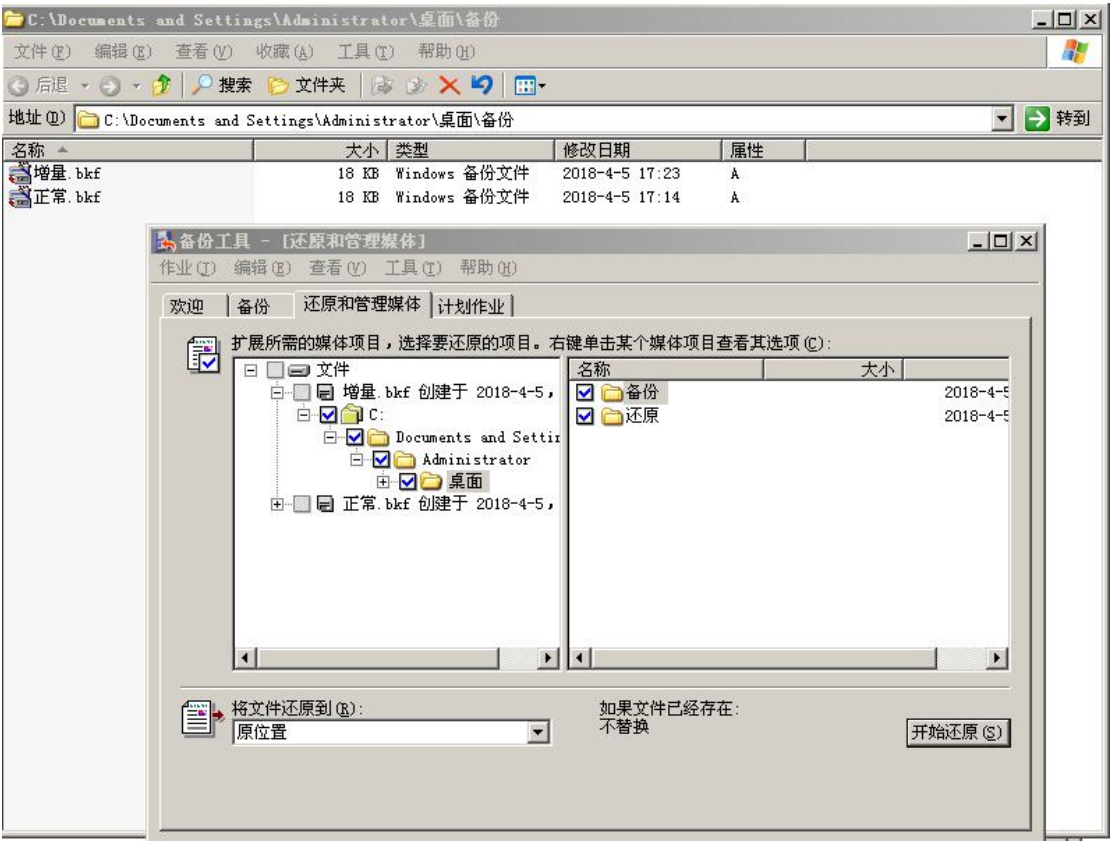 C:\Documents and Settings\Administrator\桌面\备份
文件(F) 编辑(E) 查看(V) 收藏(A) 工具(T) 帮助(H)
后退 搜索 文件夹
地址(D) C:\Documents and Settings\Administrator\桌面\备份 转到
名称 大小 类型 修改日期 属性
增量.bkf 18 KB Windows 备份文件 2018-4-5 17:23 A
正常.bkf 18 KB Windows 备份文件 2018-4-5 17:14 A
备份工具 - [还原和管理媒体]
作业(J) 编辑(E) 查看(V) 工具(T) 帮助(H)
欢迎 备份 还原和管理媒体 计划作业
扩展所需的媒体项目，选择要还原的项目。右键单击某个媒体项目查看其选项(C):
文件
增量.bkf 创建于 2018-4-5，
C:
Documents and Settin
Administrator
桌面
正常.bkf 创建于 2018-4-5，
名称 大小
备份 2018-4-5
还原 2018-4-5
将文件还原到(R):
原位置
如果文件已经存在:
不替换
开始还原(S)